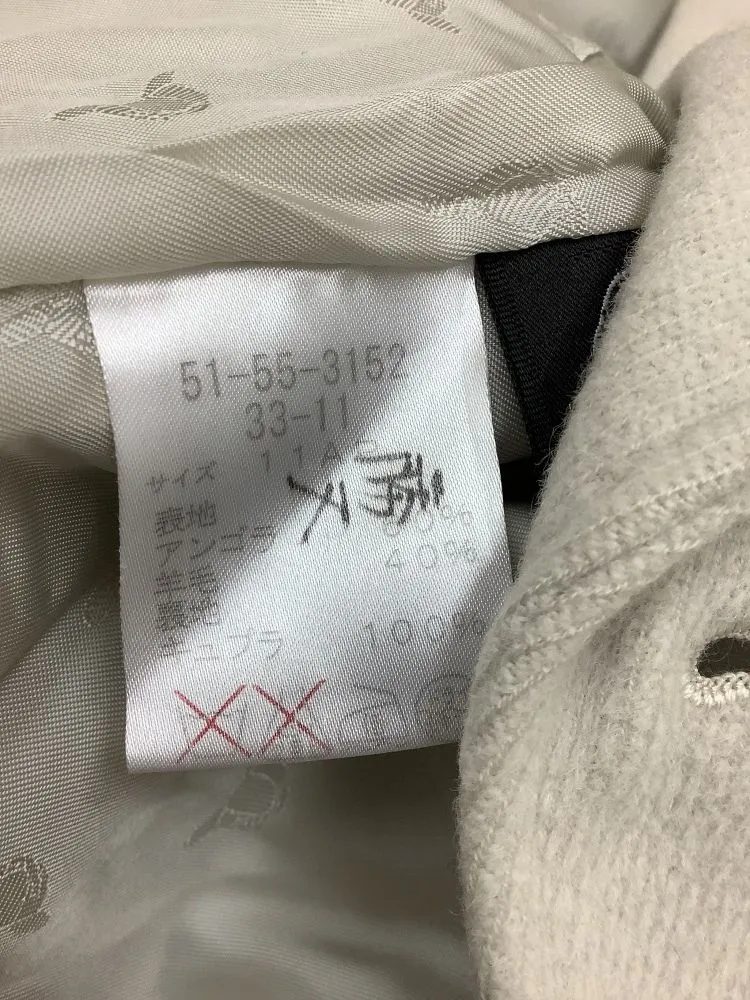 51-55-3152
33-11
サイズ 11A
表地
アンゴラ 60%
羊毛 40%
裏地
キュプラ 100%